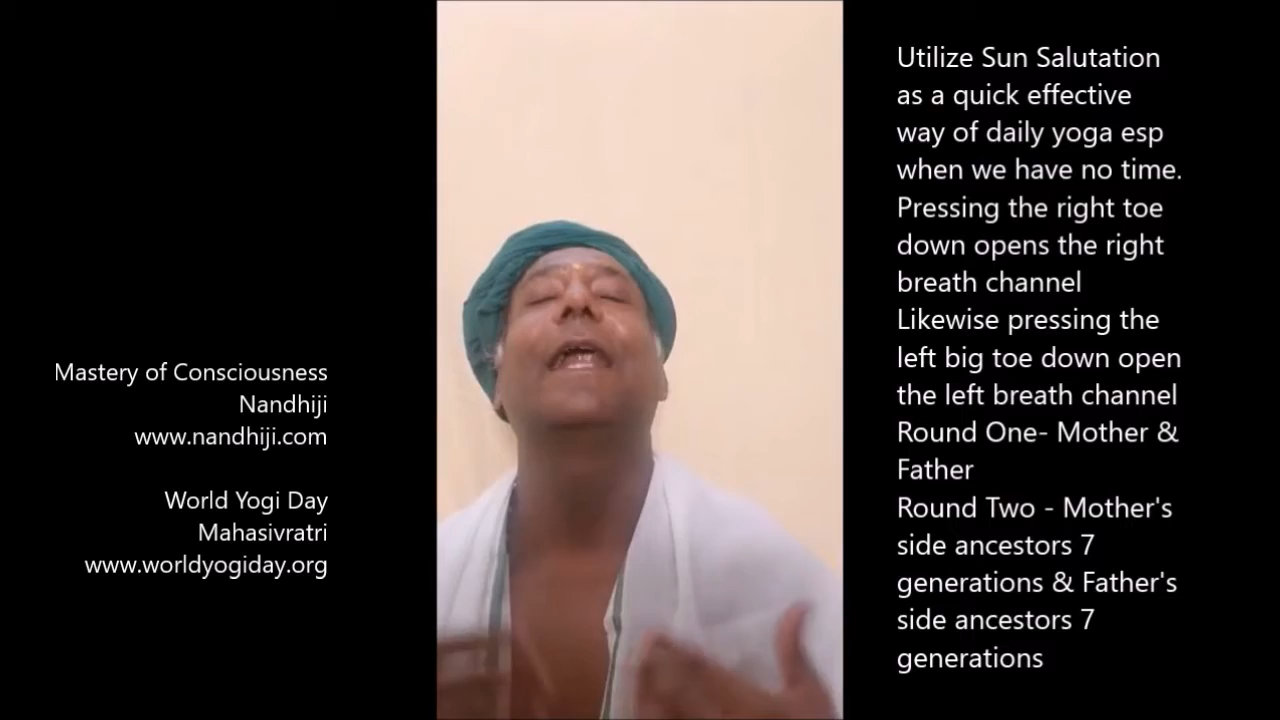 Mastery of Consciousness
Nandhiji
www.nandhiji.com
World Yogi Day
Mahasivratri
www.worldyogiday.org
Utilize Sun Salutation
as a quick effective
way of daily yoga esp
when we have no time.
Pressing the right toe
down opens the right
breath channel
Likewise pressing the
left big toe down open
the left breath channel
Round One- Mother &
Father
Round Two - Mother's
side ancestors 7
generations & Father's
side ancestors 7
generations